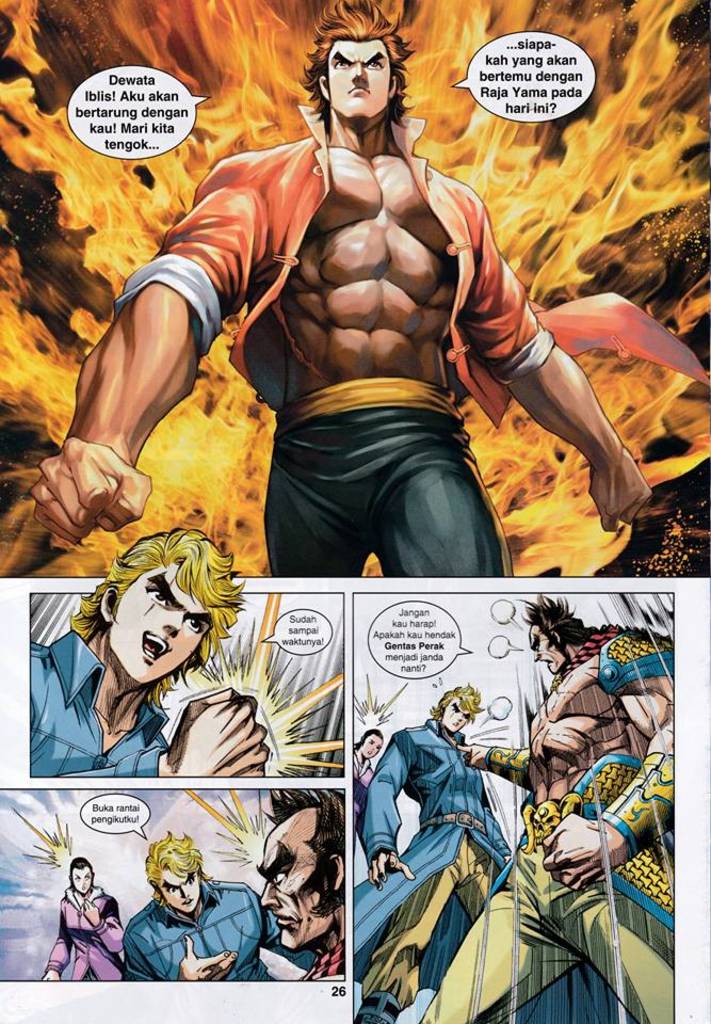 Dewata
Iblis! Aku akan
bertarung dengan
kau! Mari kita
tengok...
...siapa-
kah yang akan
bertemu dengan
Raja Yama pada
hari ini?
Sudah
sampai
waktunya!
Jangan
kau harap!
Apakah kau hendak
Gentas Perak
menjadi janda
nanti?
Buka rantai
pengikutku!
26